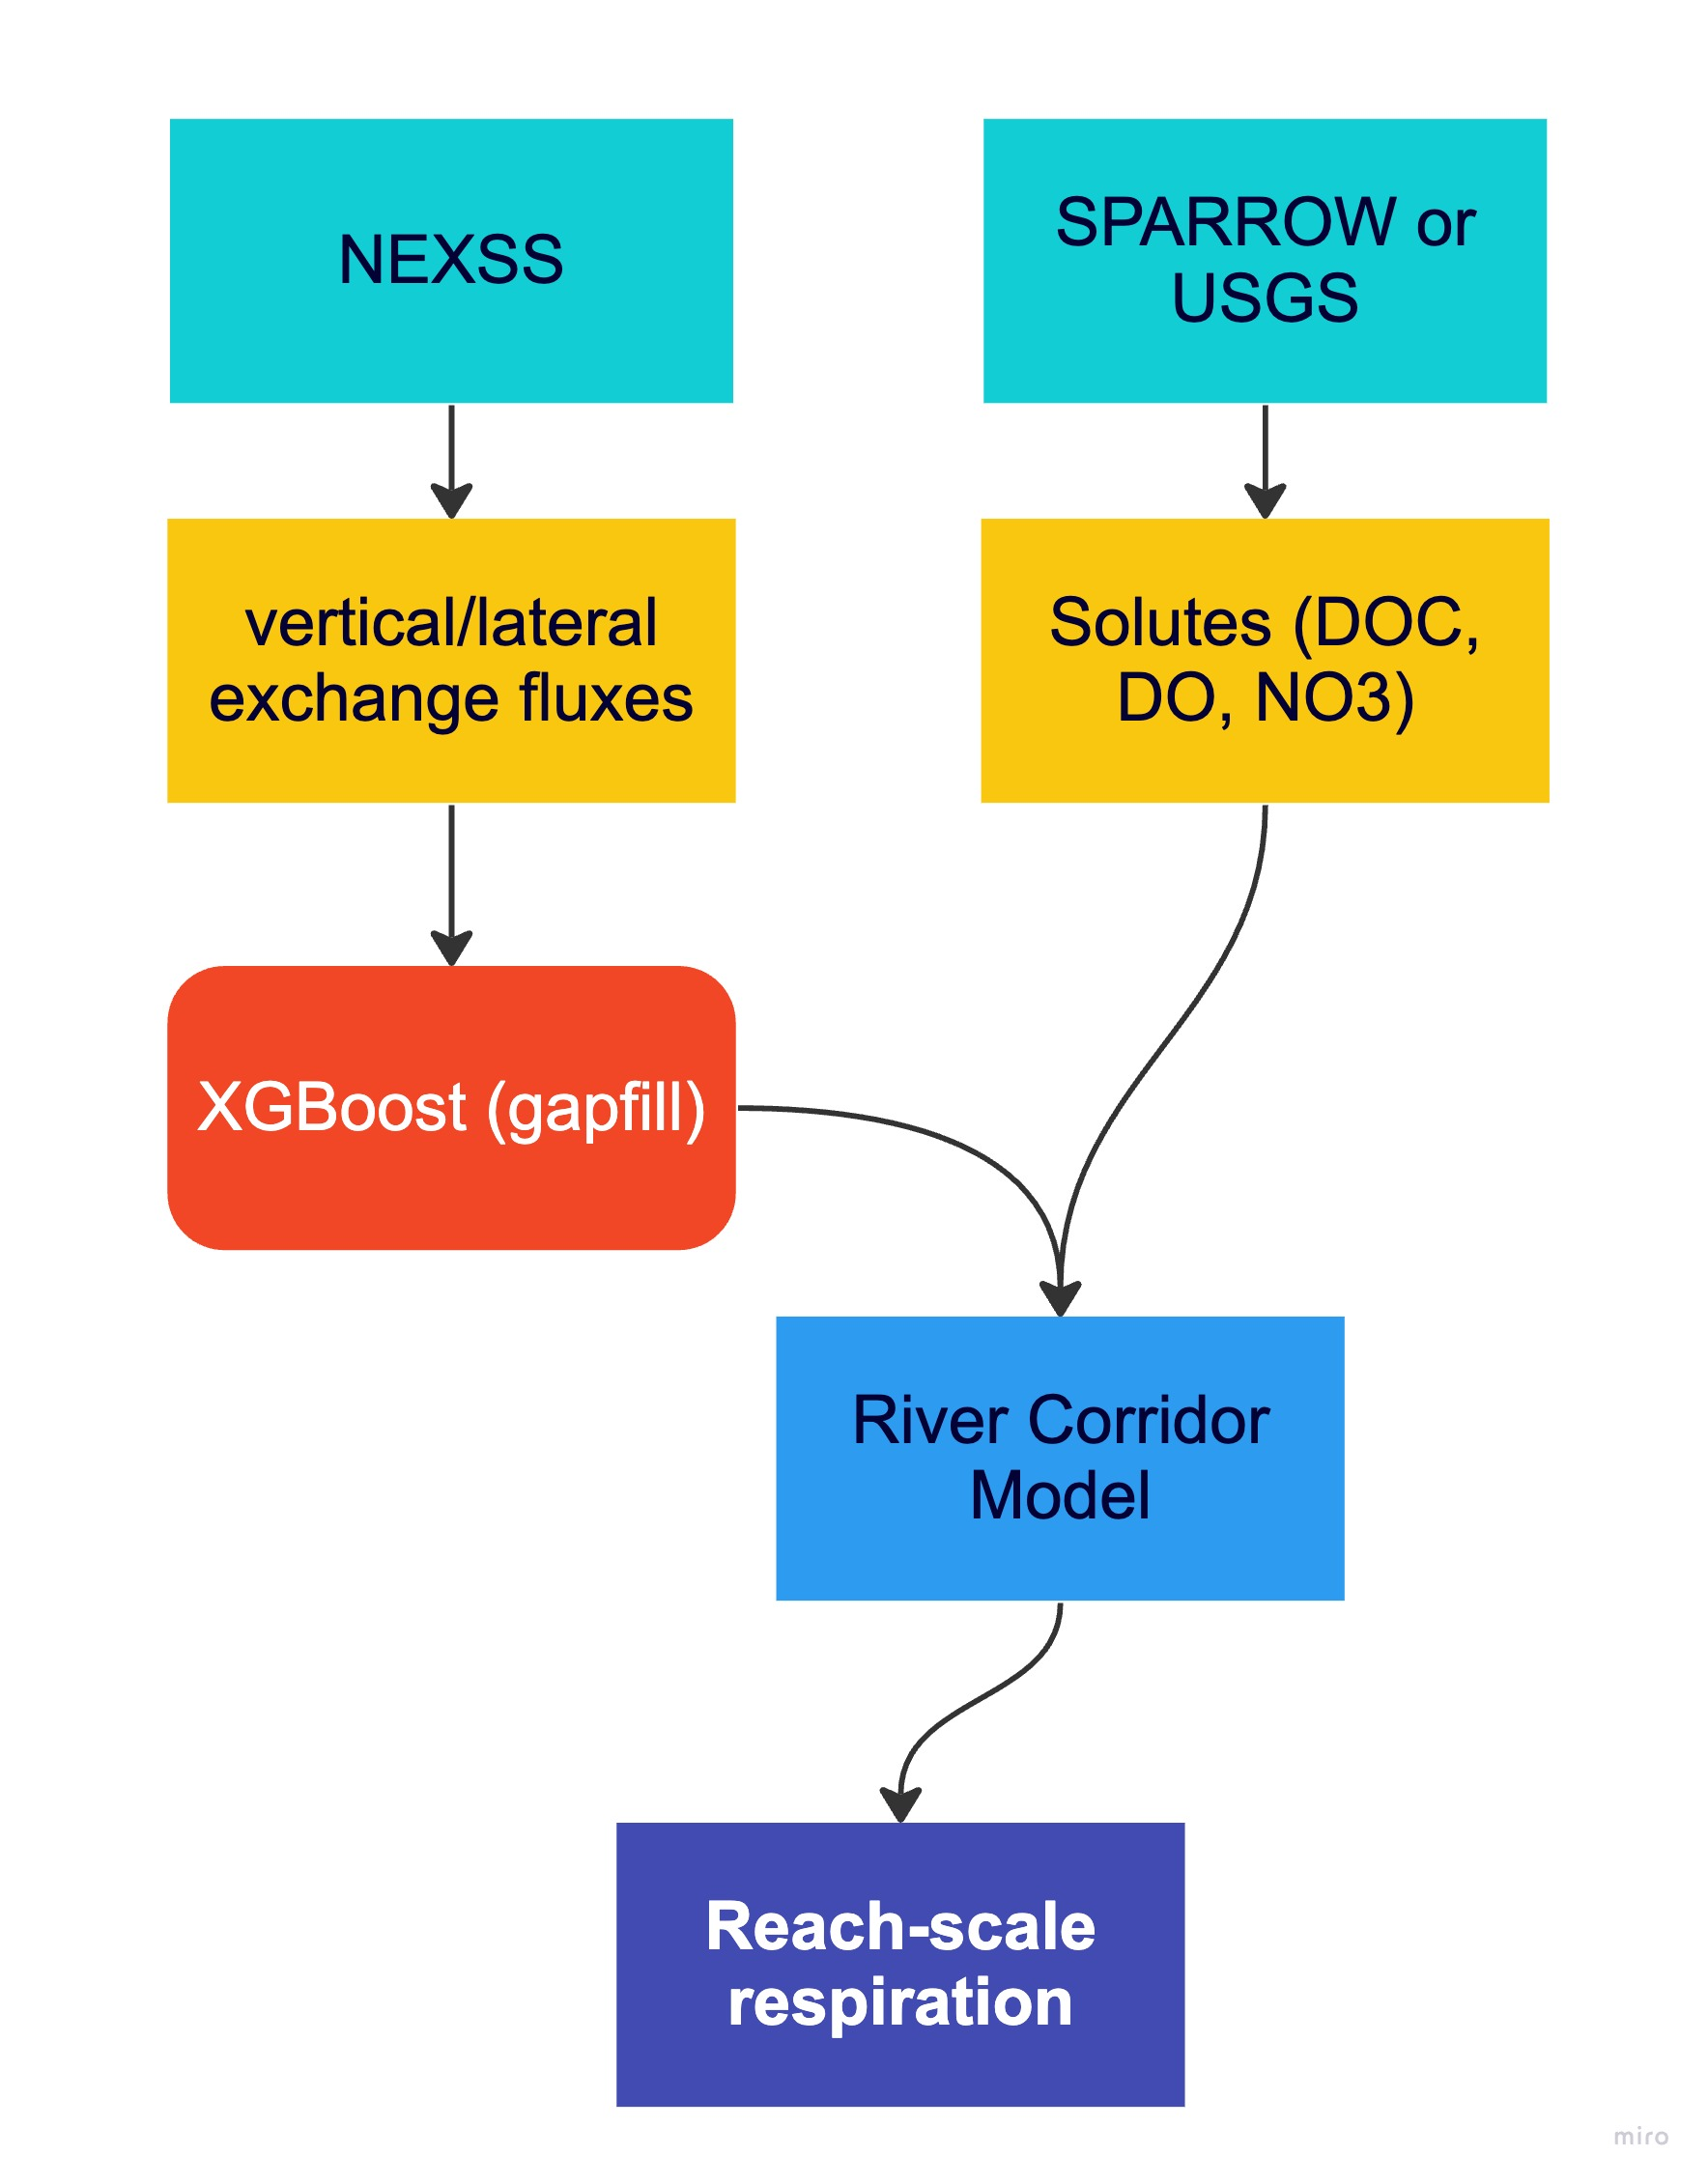 NEXSS
SPARROW or
USGS
vertical/lateral
exchange fluxes
Solutes (DOC,
DO, NO3)
XGBoost (gapfill)
River Corridor
Model
Reach-scale
respiration
miro